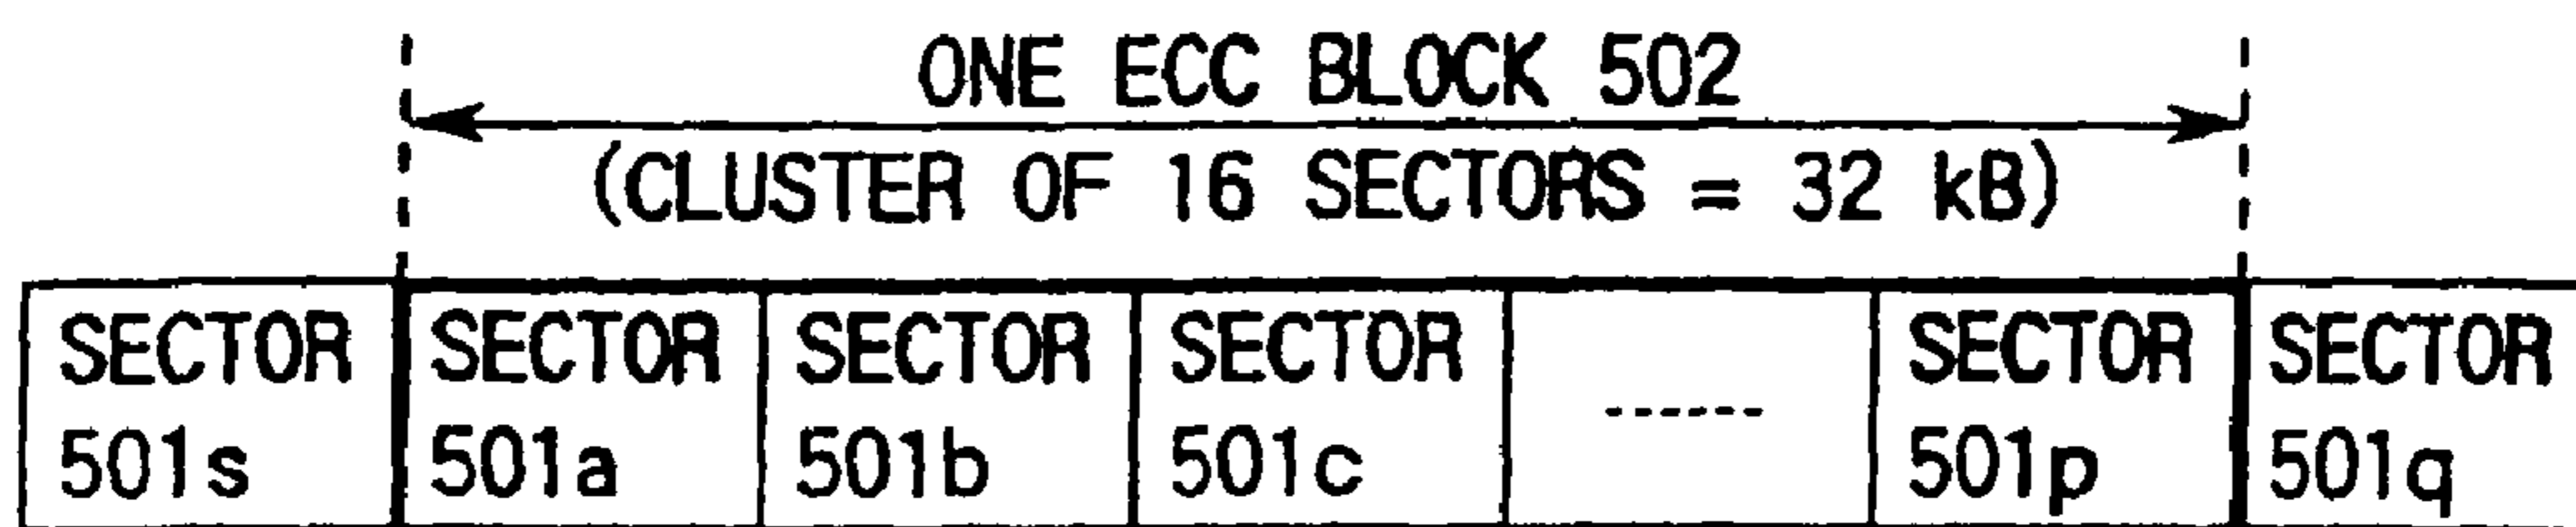 ONE ECC BLOCK 502
(CLUSTER OF 16 SECTORS = 32 kB)
SECTOR SECTOR SECTOR SECTOR SECTOR SECTOR
501s 501a 501b 501c ------ 501p 501q